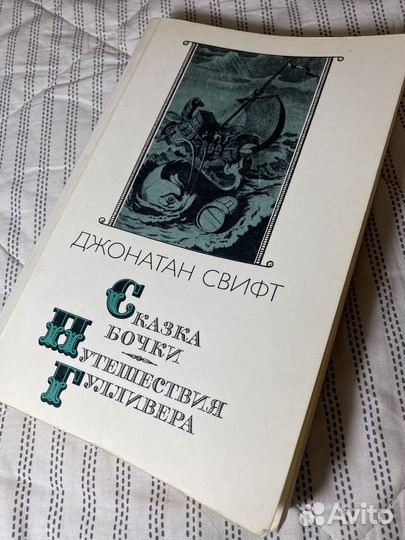 ДЖОНАТАН СВИФТ
СКАЗКА
БОЧКИ
ПУТЕШЕСТВИЯ
ГУЛЛИВЕРА
Avito